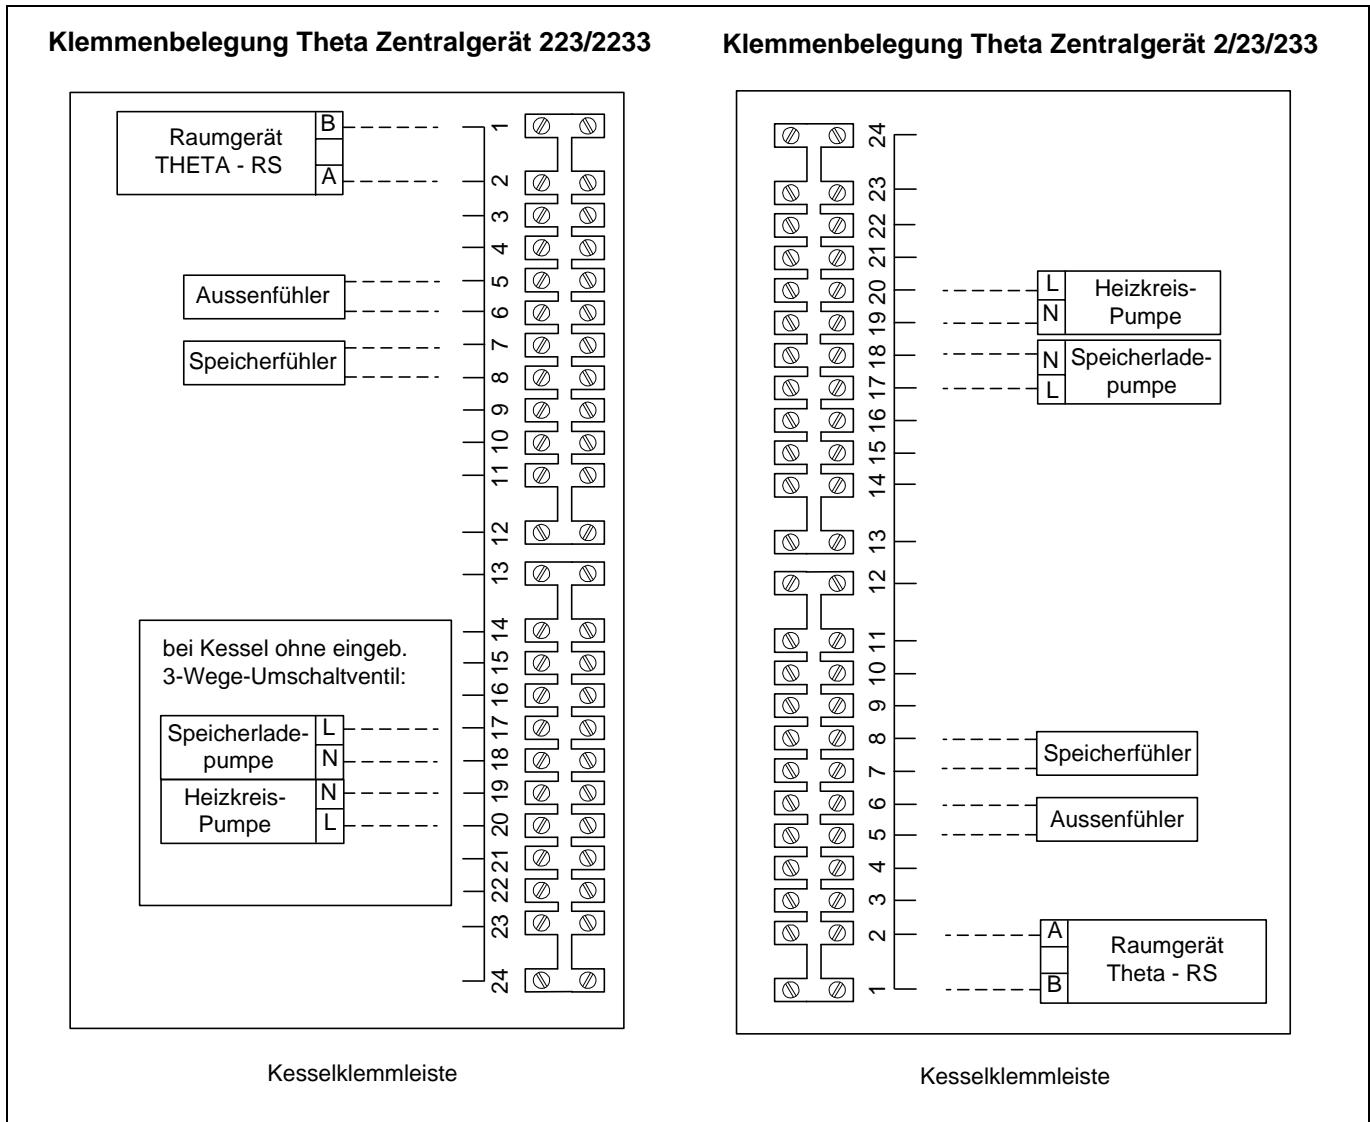 Klemmenbelegung Theta Zentralgerät 223/2233
B
Raumgerät
THETA - RS
A
Aussenfühler
Speicherfühler
bei Kessel ohne eingeb.
3-Wege-Umschaltventil:
Speicherlade-
pumpe
L
N
Heizkreis-
Pumpe
N
L
1
2
3
4
5
6
7
8
9
10
11
12
13
14
15
16
17
18
19
20
21
22
23
24
Kesselklemmleiste
Klemmenbelegung Theta Zentralgerät 2/23/233
24
23
22
21
20
19
18
17
16
15
14
13
12
11
10
9
8
7
6
5
4
3
2
1
L
N
Heizkreis-
Pumpe
N
L
Speicherlade-
pumpe
Speicherfühler
Aussenfühler
A
B
Raumgerät
Theta - RS
Kesselklemmleiste